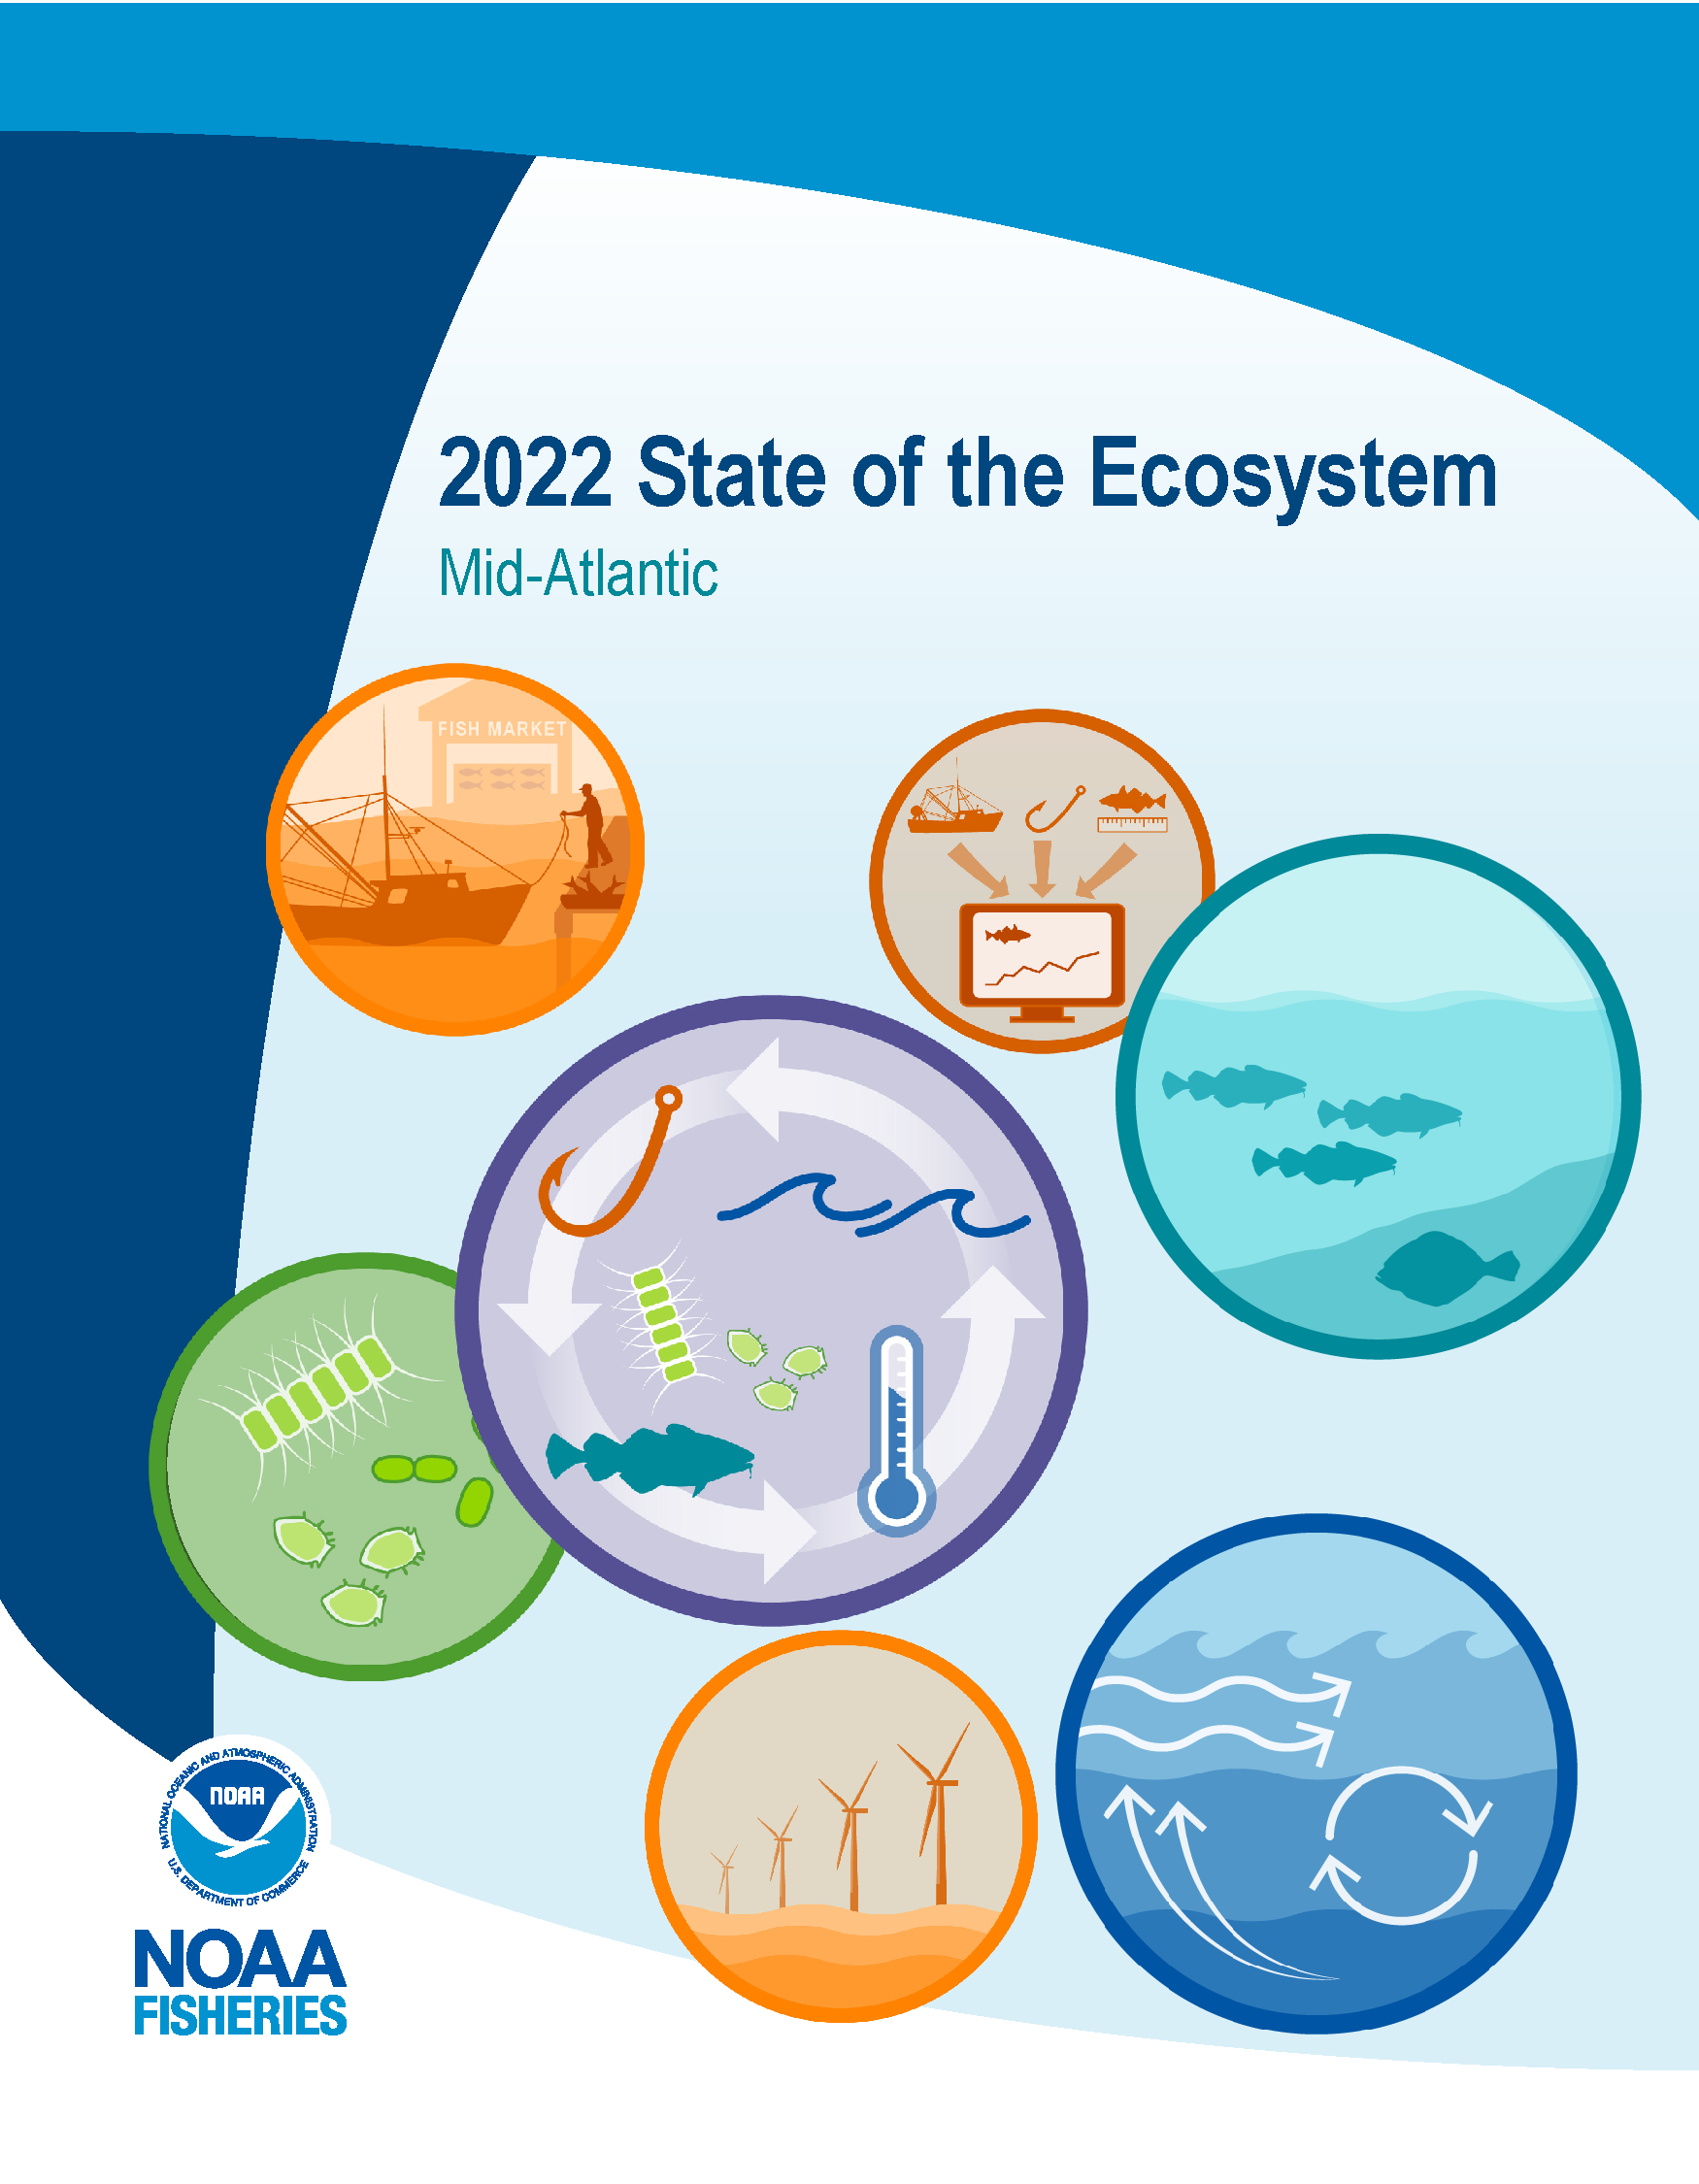 2022 State of the Ecosystem
Mid-Atlantic
FISH MARKET
NATIONAL OCEANIC AND ATMOSPHERIC ADMINISTRATION
NOAA
U.S. DEPARTMENT OF COMMERCE
NOAA
FISHERIES